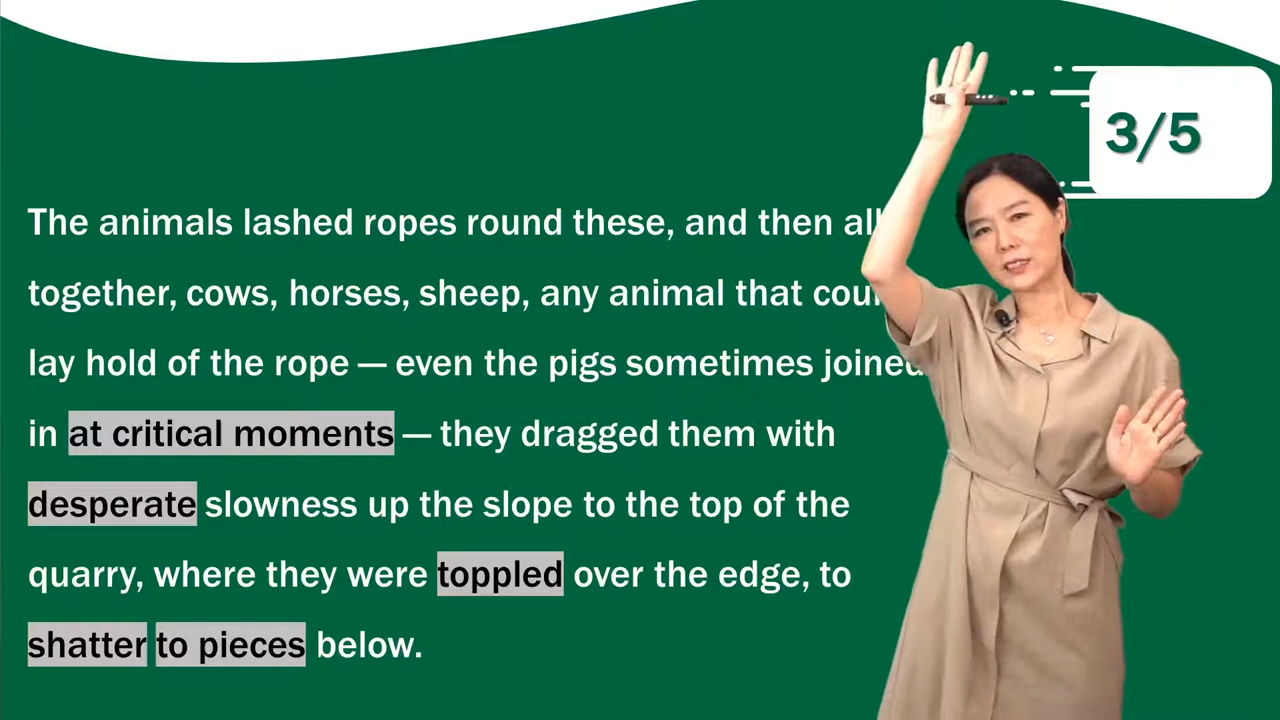 3/5
The animals lashed ropes round these, and then all
together, cows, horses, sheep, any animal that
lay hold of the rope — even the pigs sometimes joined
in at critical moments — they dragged them with
desperate slowness up the slope to the top of the
quarry, where they were toppled over the edge, to
shatter to pieces below.